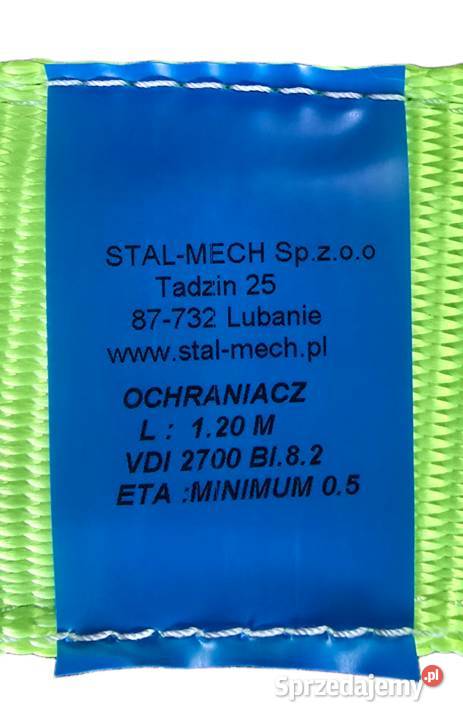 STAL-MECH Sp.z.o.o
Tadzin 25
87-732 Lubanie
www.stal-mech.pl
OCHRANIACZ
L : 1.20 M
VDI 2700 Bl.8.2
ETA :MINIMUM 0.5
Sprzedajemy.pl